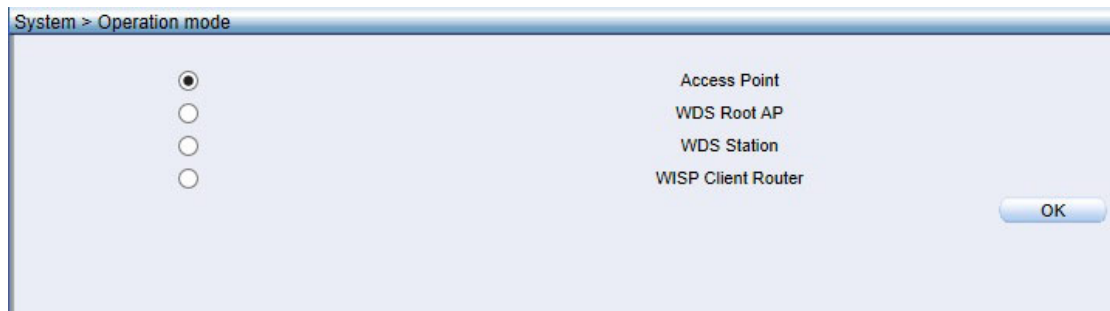 System > Operation mode
Access Point
WDS Root AP
WDS Station
WISP Client Router
OK